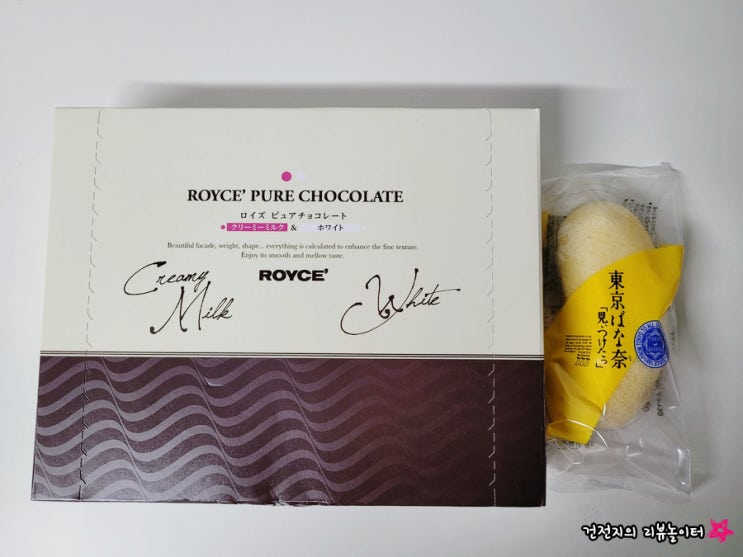 ROYCE' PURE CHOCOLATE
ロイズ ピュアチョコレート
クリーミーミルク & ホワイト
Beautiful facade, weight, shape... everything is calculated to enhance the fine texture.
Enjoy its smooth and mellow taste.
Creamy Milk
ROYCE'
White
東京ばな奈
「見ぃつけたっ」
건전지의 리뷰놀이터